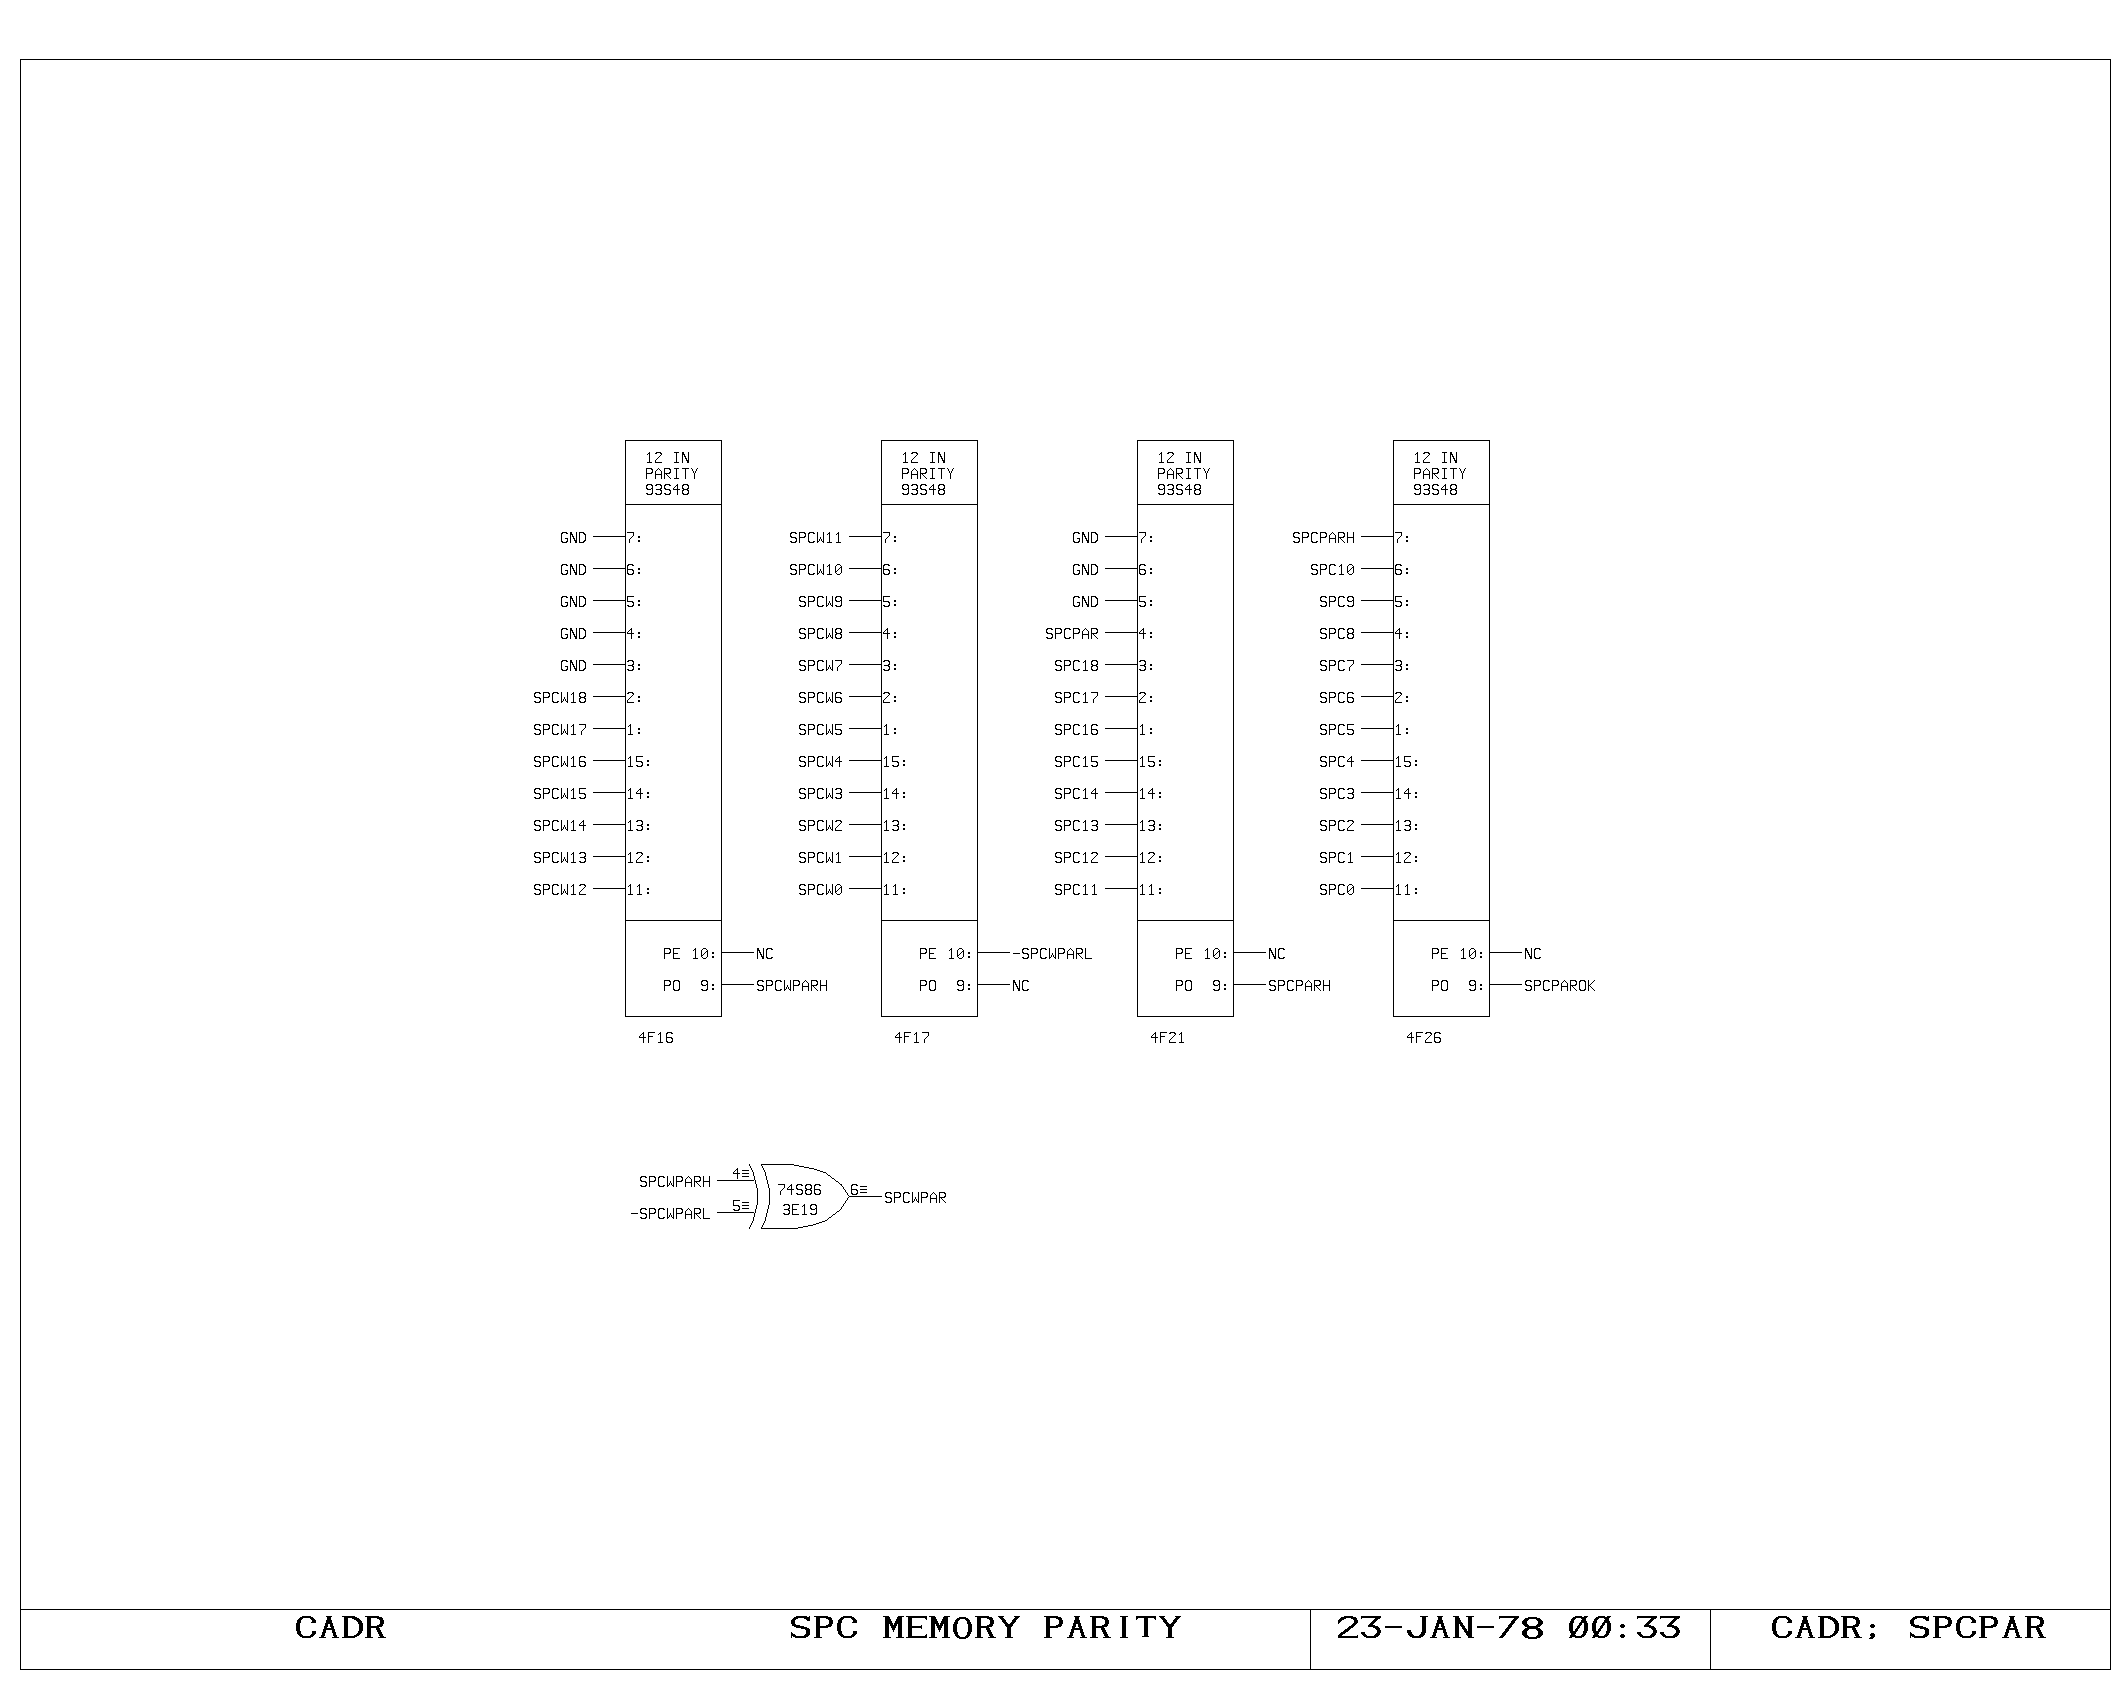 12 IN PARITY 93S48
GND 7:
GND 6:
GND 5:
GND 4:
GND 3:
SPCW18 2:
SPCW17 1:
SPCW16 15:
SPCW15 14:
SPCW14 13:
SPCW13 12:
SPCW12 11:
PE 10: NC
PO 9: SPCWPARH
4F16
12 IN PARITY 93S48
SPCW11 7:
SPCW10 6:
SPCW9 5:
SPCW8 4:
SPCW7 3:
SPCW6 2:
SPCW5 1:
SPCW4 15:
SPCW3 14:
SPCW2 13:
SPCW1 12:
SPCW0 11:
PE 10: -SPCWPARL
PO 9: NC
4F17
12 IN PARITY 93S48
GND 7:
GND 6:
GND 5:
SPCPAR 4:
SPC18 3:
SPC17 2:
SPC16 1:
SPC15 15:
SPC14 14:
SPC13 13:
SPC12 12:
SPC11 11:
PE 10: NC
PO 9: SPCPARH
4F21
12 IN PARITY 93S48
SPCPARH 7:
SPC10 6:
SPC9 5:
SPC8 4:
SPC7 3:
SPC6 2:
SPC5 1:
SPC4 15:
SPC3 14:
SPC2 13:
SPC1 12:
SPC0 11:
PE 10: NC
PO 9: SPCPAROK
4F26
SPCWPARH 4≡
-SPCWPARL 5≡
74S86
3E19
6≡ SPCWPAR
CADR
SPC MEMORY PARITY
23-JAN-78 00:33
CADR; SPCPAR